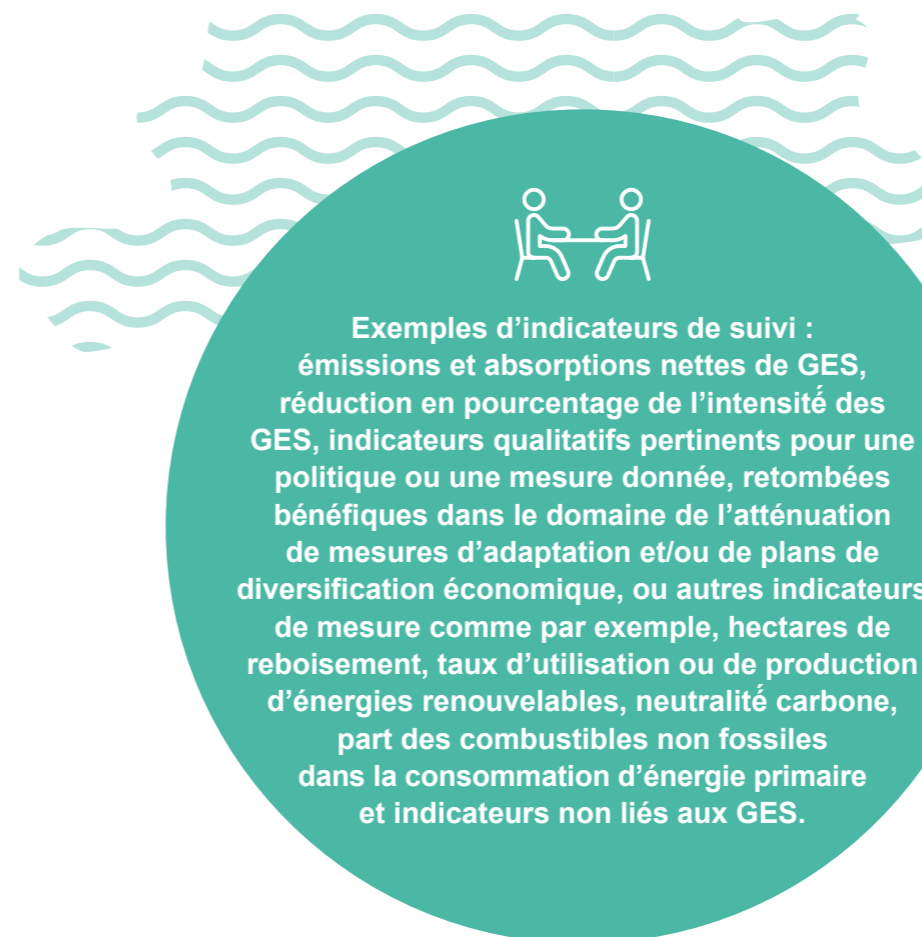 Exemples d’indicateurs de suivi :
émissions et absorptions nettes de GES,
réduction en pourcentage de l’intensité́ des
GES, indicateurs qualitatifs pertinents pour une
politique ou une mesure donnée, retombées
bénéfiques dans le domaine de l’atténuation
de mesures d’adaptation et/ou de plans de
diversification économique, ou autres indicateurs
de mesure comme par exemple, hectares de
reboisement, taux d’utilisation ou de production
d’énergies renouvelables, neutralité́ carbone,
part des combustibles non fossiles
dans la consommation d’énergie primaire
et indicateurs non liés aux GES.